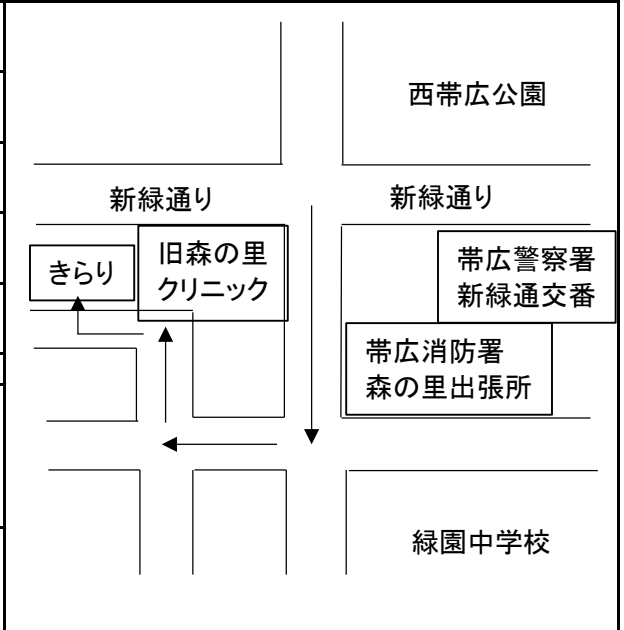 西帯広公園
新緑通り
新緑通り
きらり
旧森の里
クリニック
帯広警察署
新緑通交番
帯広消防署
森の里出張所
緑園中学校